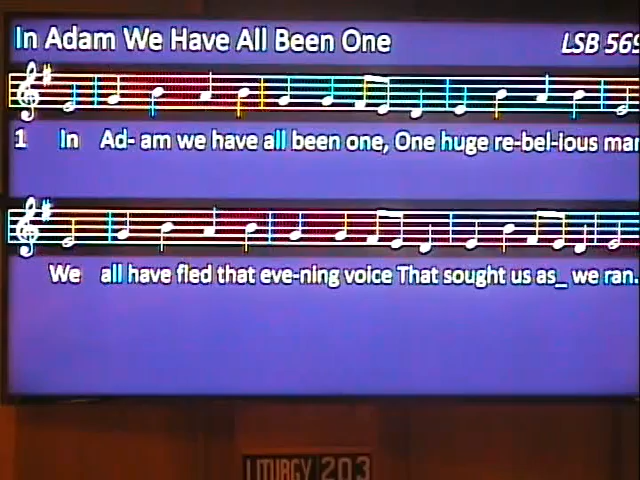 In Adam We Have All Been One
LSB 569
1 In Ad- am we have all been one, One huge re-bel-ious man
We all have fled that eve-ning voice That sought us as_ we ran.
LITURGY 203